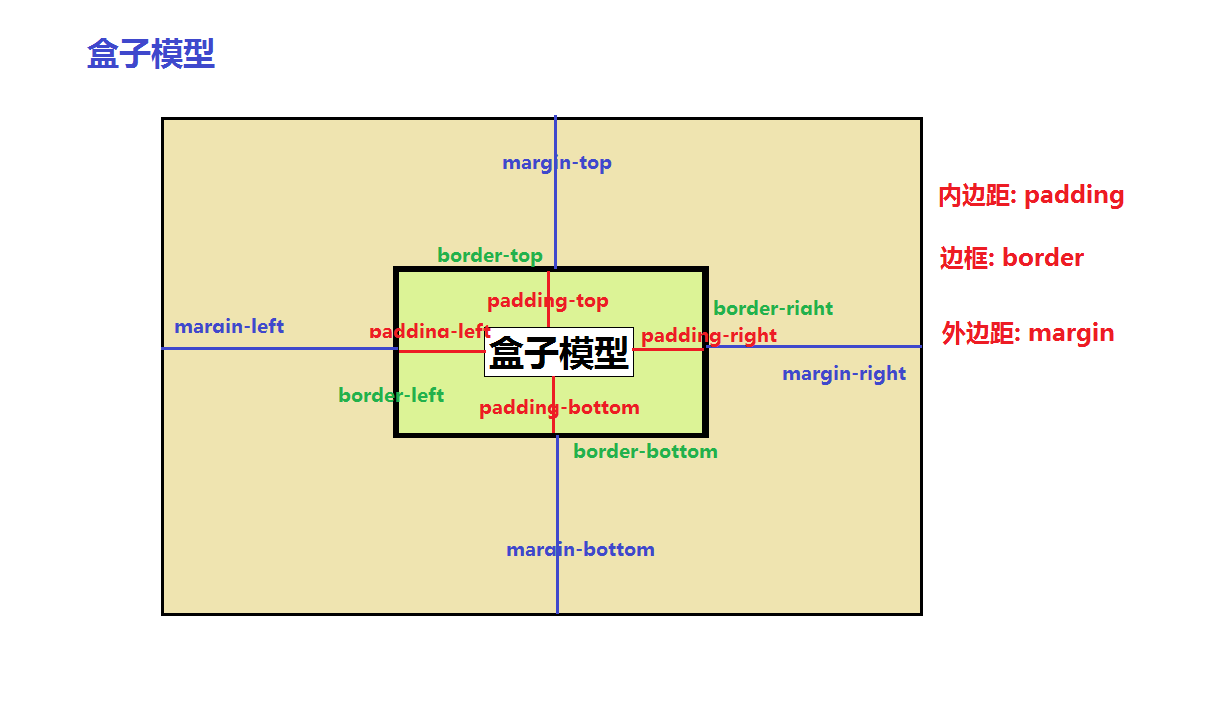 盒子模型
margin-top
内边距: padding
border-top
边框: border
padding-top
border-right
margin-left
padding-left
padding-right
外边距: margin
盒子模型
margin-right
border-left
padding-bottom
border-bottom
margin-bottom